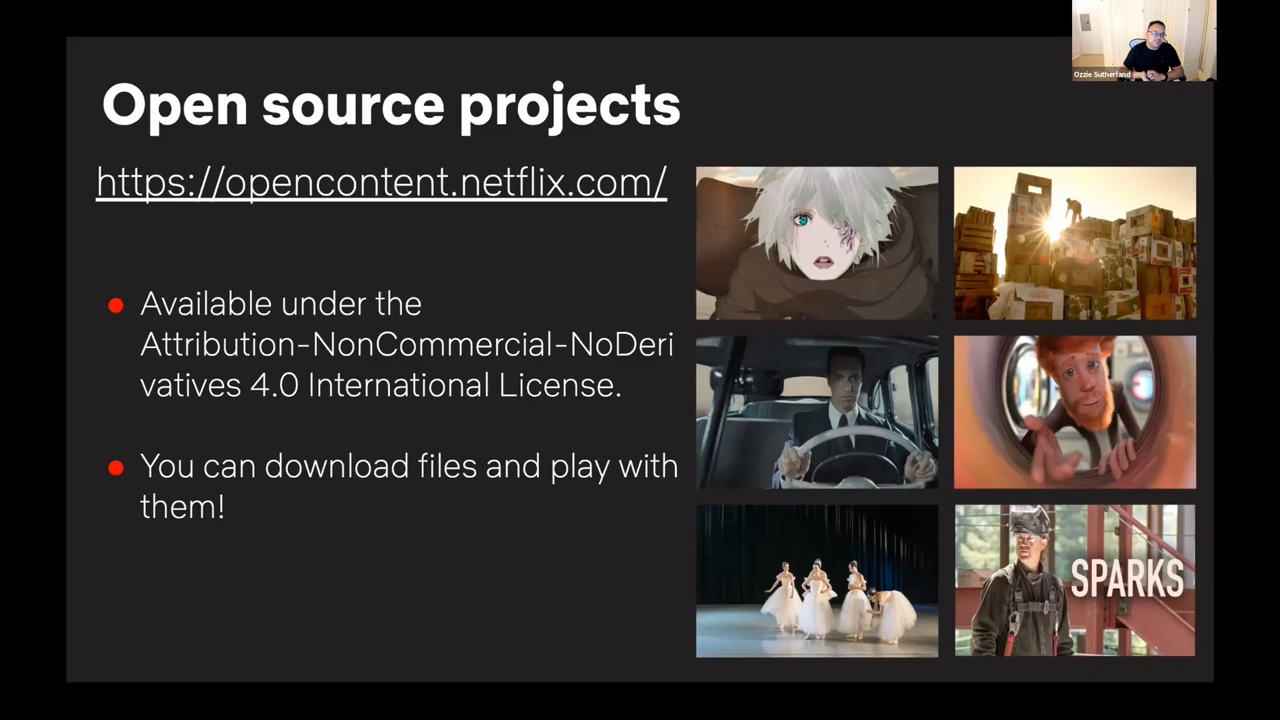 Ozzie Sutherland
Open source projects
https://opencontent.netflix.com/
Available under the
Attribution-NonCommercial-NoDeri
vatives 4.0 International License.
You can download files and play with
them!
SPARKS